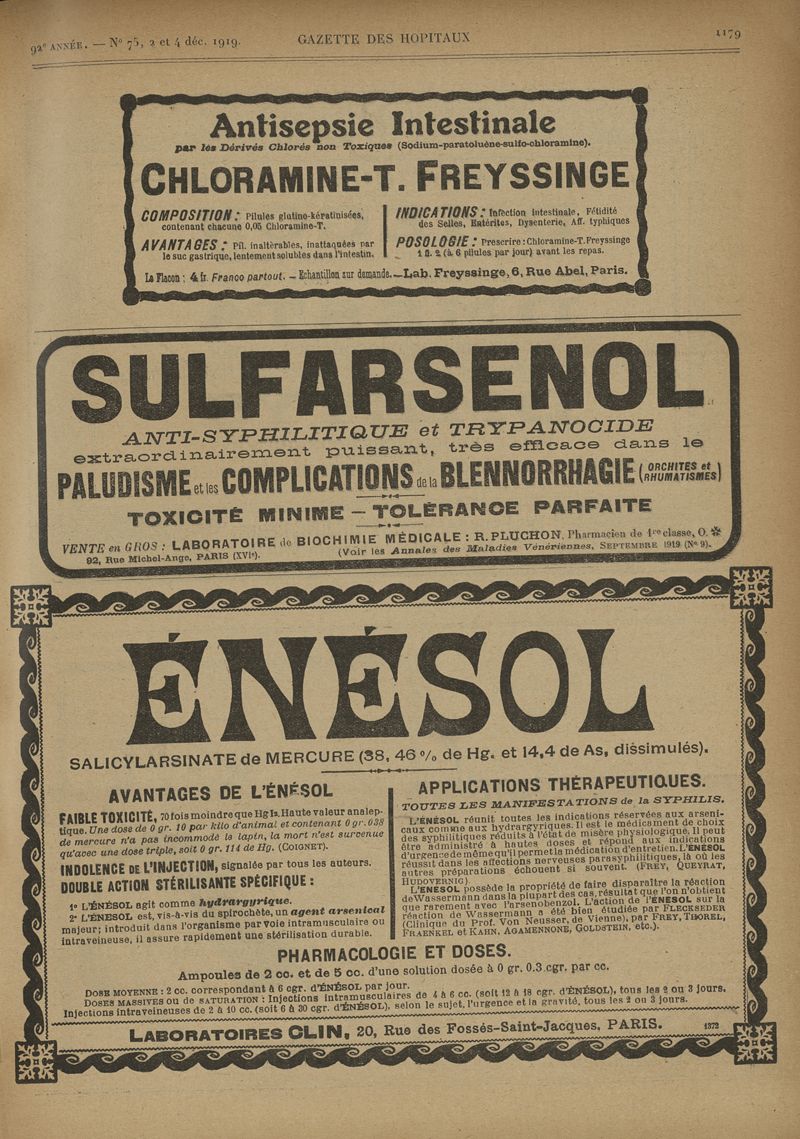 92e ANNÉE. — No 75, 2 et 4 déc. 1919.
GAZETTE DES HOPITAUX
1179
Antisepsie Intestinale
par les Dérivés Chlorés non Toxiques (Sodium-paratoluène-sulfo-chloramine).
CHLORAMINE-T. FREYSSINGE
COMPOSITION : Pilules glutino-kératinisées,
contenant chacune 0,05 Chloramine-T.
AVANTAGES : Pil. inaltérables, inattaquées par
le suc gastrique, lentement solubles dans l'intestin.
INDICATIONS : Infection intestinale, Fétidité
des Selles, Entérites, Dysenterie, Aff. typhiques
POSOLOGIE : Prescrire : Chloramine-T. Freyssinge
1 fl. 2 (à 6 pilules par jour) avant les repas.
Le Flacon : 4 fr. Franco partout. — Echantillon sur demande. — Lab. Freyssinge, 6, Rue Abel, Paris.
SULFARSENOL
ANTI-SYPHILITIQUE et TRYPANOCIDE
extraordinairement puissant, très efficace dans le
PALUDISME et les COMPLICATIONS de la BLENNORRHAGIE (ORCHITES et RHUMATISMES)
TOXICITÉ MINIME — TOLÉRANCE PARFAITE
VENTE en GROS : LABORATOIRE de BIOCHIMIE MÉDICALE : R. PLUCHON, Pharmacien de 1re classe, O. ✻
92, Rue Michel-Ange, PARIS (XVIe). (Voir les Annales des Maladies Vénériennes, SEPTEMBRE 1919 (No 9).
ÉNÉSOL
SALICYLARSINATE de MERCURE (38, 46 % de Hg. et 14,4 de As, dissimulés).
AVANTAGES DE L'ÉNÉSOL
FAIBLE TOXICITÉ, 70 fois moindre que Hg I2. Haute valeur analep-
tique. Une dose de 0 gr. 10 par kilo d'animal et contenant 0 gr. 038
de mercure n'a pas incommodé le lapin, la mort n'est survenue
qu'avec une dose triple, soit 0 gr. 114 de Hg. (COIGNET).
INDOLENCE DE L'INJECTION, signalée par tous les auteurs.
DOUBLE ACTION STÉRILISANTE SPÉCIFIQUE :
1o L'ÉNÉSOL agit comme hydrargyrique.
2o L'ÉNÉSOL est, vis-à-vis du spirochète, un agent arsenical
majeur; introduit dans l'organisme par voie intramusculaire ou
intraveineuse, il assure rapidement une stérilisation durable.
APPLICATIONS THÉRAPEUTIQUES.
TOUTES LES MANIFESTATIONS de la SYPHILIS.
L'ÉNÉSOL réunit toutes les indications réservées aux arseni-
caux comme aux hydrargyriques. Il est le médicament de choix
des syphilitiques réduits à l'état de misère physiologique. Il peut
être administré à hautes doses et répond aux indications
d'urgence de même qu'il permet la médication d'entretien. L'ÉNÉSOL
réussit dans les affections nerveuses parasyphilitiques, là où les
autres préparations échouent si souvent. (FREY, QUEYRAT,
HUDOVERNIG).
L'ÉNÉSOL possède la propriété de faire disparaître la réaction
de Wassermann dans la plupart des cas, résultat que l'on n'obtient
que rarement avec l'arsenobenzol. L'action de l'ÉNÉSOL sur la
réaction de Wassermann a été bien étudiée par FLECKSEDER
(Clinique du Prof. Von Neusser, de Vienne), par FREY, TIBOREL,
FRAENKEL et KAHN, AGAMENNONE, GOLDSTEIN, etc.).
PHARMACOLOGIE ET DOSES.
Ampoules de 2 cc. et de 5 cc. d'une solution dosée à 0 gr. 0.3 cgr. par cc.
DOSE MOYENNE : 2 cc. correspondant à 6 cgr. d'ÉNÉSOL par jour.
DOSES MASSIVES ou de SATURATION : Injections intramusculaires de 4 à 6 cc. (soit 12 à 18 cgr. d'ÉNÉSOL), tous les 2 ou 3 jours.
Injections intraveineuses de 2 à 10 cc. (soit 6 à 30 cgr. d'ÉNÉSOL), selon le sujet, l'urgence et la gravité, tous les 2 ou 3 jours.
LABORATOIRES CLIN, 20, Rue des Fossés-Saint-Jacques, PARIS.
1372